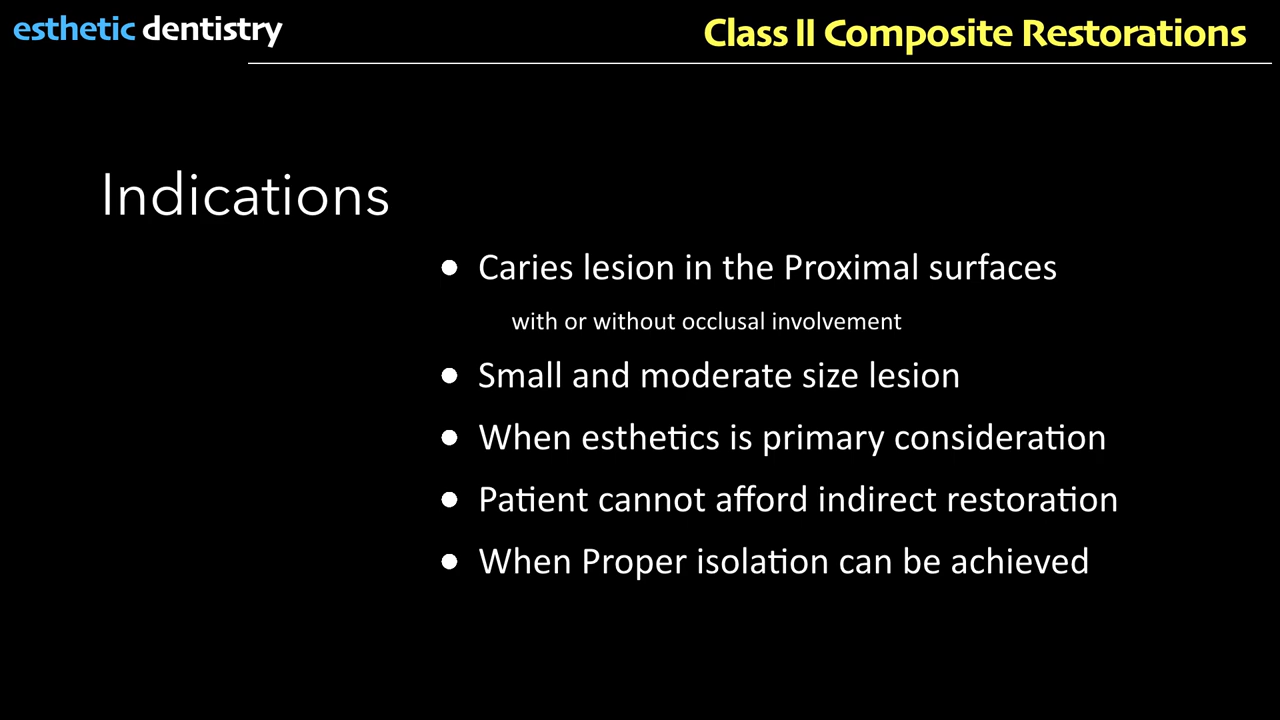 esthetic dentistry
Class II Composite Restorations
Indications
• Caries lesion in the Proximal surfaces
with or without occlusal involvement
• Small and moderate size lesion
• When esthetics is primary consideration
• Patient cannot afford indirect restoration
• When Proper isolation can be achieved